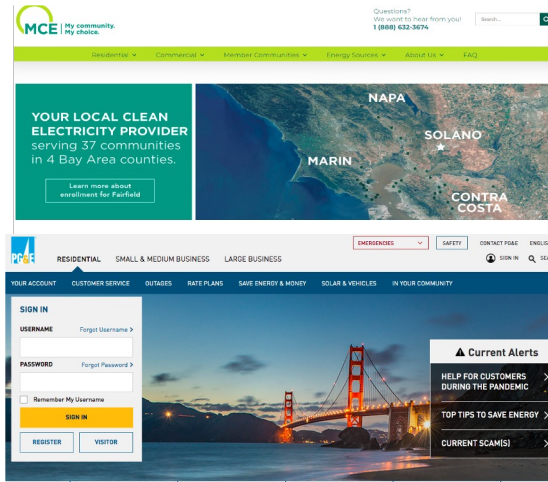 Questions?
We want to hear from you!
1 (888) 632-3674
Search...
MCE My community.
My choice.
Residential Commercial Member Communities Energy Sources About Us FAQ
YOUR LOCAL CLEAN
ELECTRICITY PROVIDER
serving 37 communities
in 4 Bay Area counties.
Learn more about
enrollment for Fairfield
NAPA
SOLANO
MARIN
CONTRA
COSTA
EMERGENCIES SAFETY CONTACT PG&E
PG&E RESIDENTIAL SMALL & MEDIUM BUSINESS LARGE BUSINESS SIGN IN
YOUR ACCOUNT CUSTOMER SERVICE OUTAGES RATE PLANS SAVE ENERGY & MONEY SOLAR & VEHICLES IN YOUR COMMUNITY
SIGN IN
USERNAME Forgot Username >
PASSWORD Forgot Password >
Remember My Username
SIGN IN
REGISTER VISITOR
Current Alerts
HELP FOR CUSTOMERS
DURING THE PANDEMIC
TOP TIPS TO SAVE ENERGY
CURRENT SCAM(S)